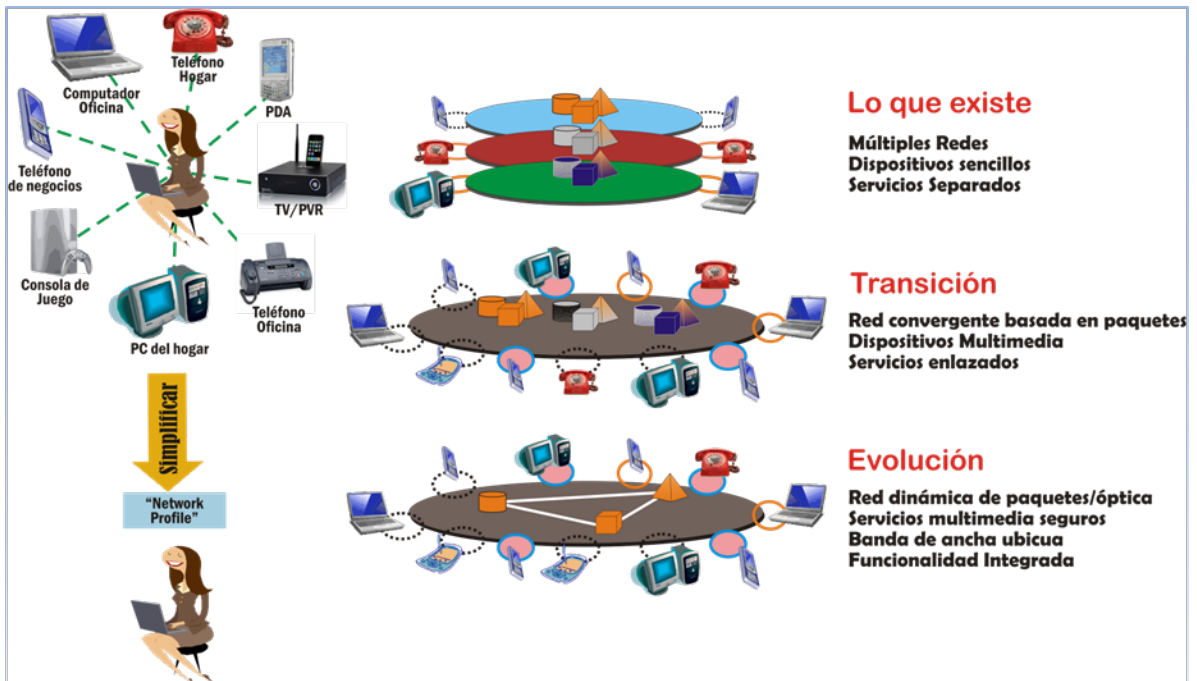 Teléfono
Hogar
Computador
Oficina
PDA
Teléfono
de negocios
TV/PVR
Consola de
Juego
Teléfono
Oficina
PC del hogar
Simplificar
“Network
Profile”
Lo que existe
Múltiples Redes
Dispositivos sencillos
Servicios Separados
Transición
Red convergente basada en paquetes
Dispositivos Multimedia
Servicios enlazados
Evolución
Red dinámica de paquetes/óptica
Servicios multimedia seguros
Banda de ancha ubicua
Funcionalidad Integrada